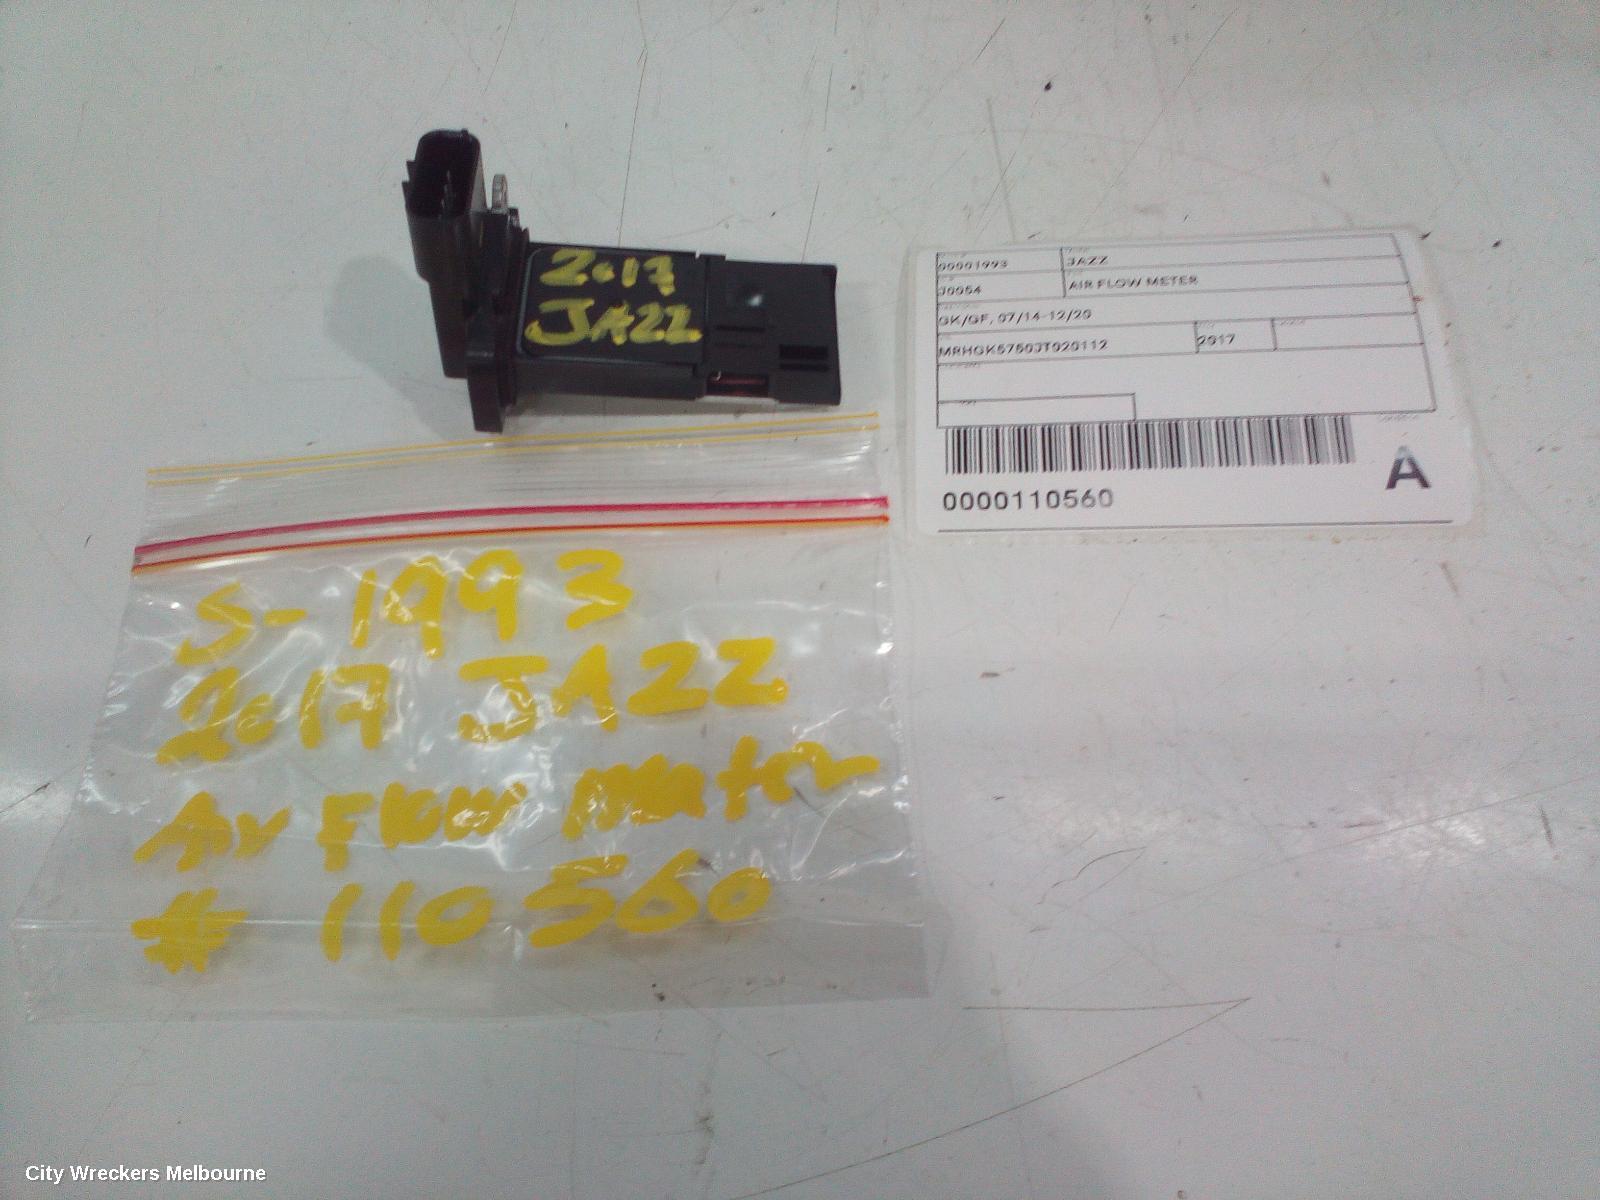 2017
JAZZ
00001993 JAZZ
J0054 AIR FLOW METER
GK/GF, 07/14-12/20
MRHGK5750JT020112 2017
0000110560
A
S-1993
2017 JAZZ
Air Flow Meter
# 110560
City Wreckers Melbourne